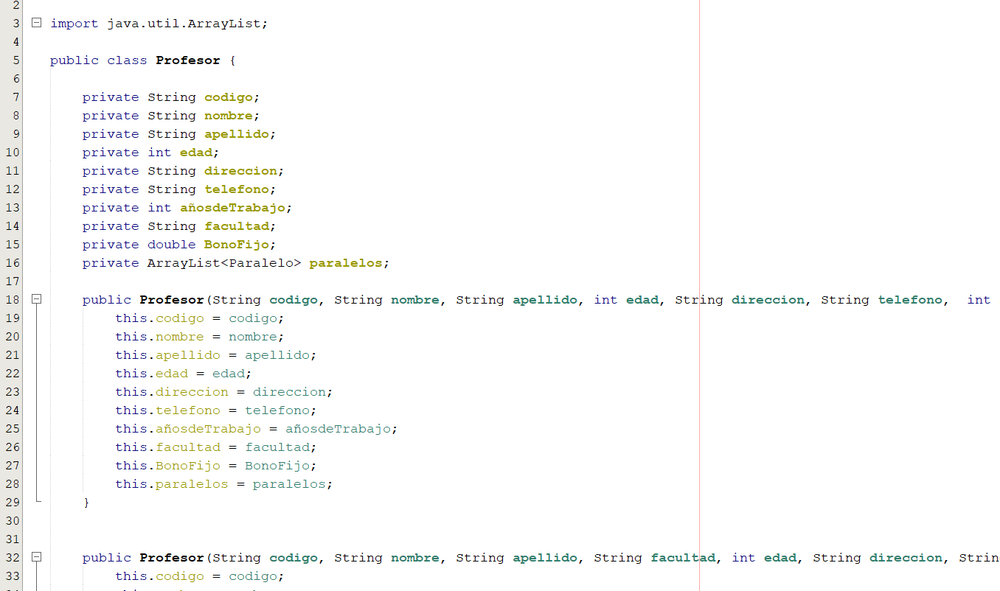 2
3 import java.util.ArrayList;
4
5 public class Profesor {
6
7 private String codigo;
8 private String nombre;
9 private String apellido;
10 private int edad;
11 private String direccion;
12 private String telefono;
13 private int añosdeTrabajo;
14 private String facultad;
15 private double BonoFijo;
16 private ArrayList<Paralelo> paralelos;
17
18 public Profesor(String codigo, String nombre, String apellido, int edad, String direccion, String telefono, int
19 this.codigo = codigo;
20 this.nombre = nombre;
21 this.apellido = apellido;
22 this.edad = edad;
23 this.direccion = direccion;
24 this.telefono = telefono;
25 this.añosdeTrabajo = añosdeTrabajo;
26 this.facultad = facultad;
27 this.BonoFijo = BonoFijo;
28 this.paralelos = paralelos;
29 }
30
31
32 public Profesor(String codigo, String nombre, String apellido, String facultad, int edad, String direccion, Strin
33 this.codigo = codigo;